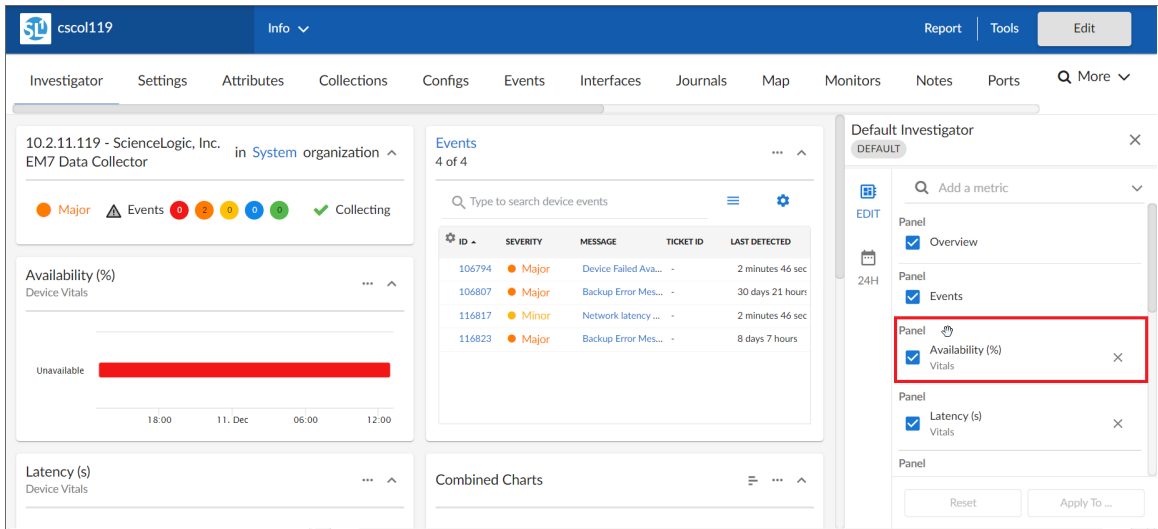 SL1 cscol119
Info
Report
Tools
Edit
Investigator Settings Attributes Collections Configs Events Interfaces Journals Map Monitors Notes Ports More
10.2.11.119 - ScienceLogic, Inc.
EM7 Data Collector
in System organization
Major Events 0 2 0 0 0 Collecting
Availability (%)
Device Vitals
Unavailable
18:00 11. Dec 06:00 12:00
Latency (s)
Device Vitals
Events
4 of 4
Type to search device events
ID SEVERITY MESSAGE TICKET ID LAST DETECTED
106794 Major Device Failed Ava... - 2 minutes 46 sec
106807 Major Backup Error Mes... - 30 days 21 hours
116817 Minor Network latency ... - 2 minutes 46 sec
116823 Major Backup Error Mes... - 8 days 7 hours
Combined Charts
Default Investigator
DEFAULT
EDIT
24H
Add a metric
Panel
Overview
Panel
Events
Panel
Availability (%)
Vitals
Panel
Latency (s)
Vitals
Panel
Reset
Apply To ...